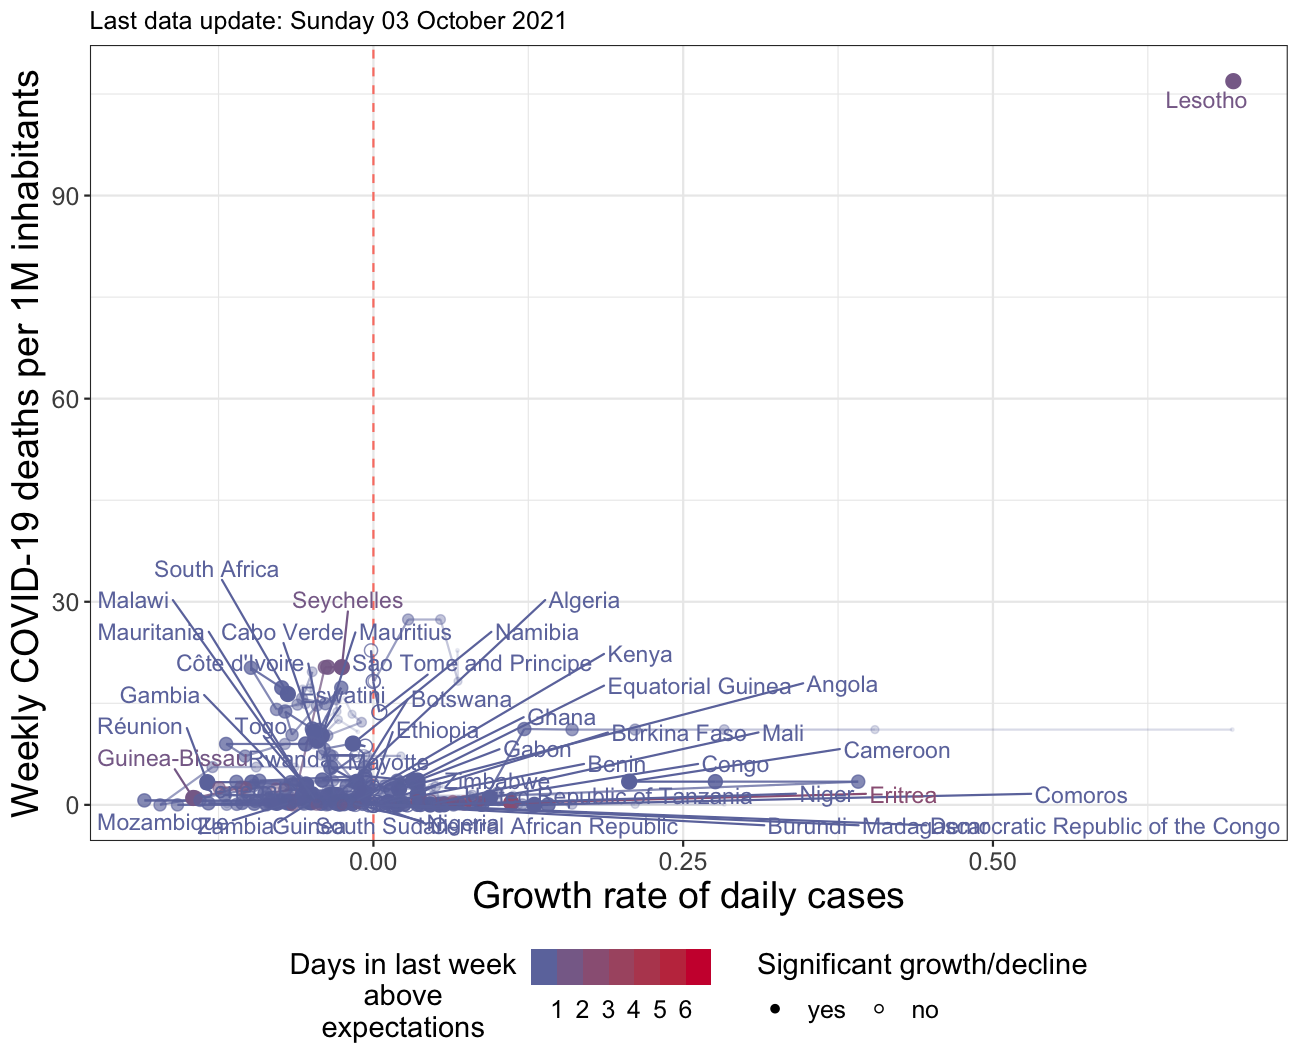 Last data update: Sunday 03 October 2021
Weekly COVID-19 deaths per 1M inhabitants
90
60
30
0
Lesotho
South Africa
Malawi
Seychelles
Algeria
Mauritania
Cabo Verde
Mauritius
Namibia
Côte d'Ivoire
Sao Tome and Principe
Kenya
Gambia
Eswatini
Botswana
Equatorial Guinea
Angola
Réunion
Togo
Ethiopia
Ghana
Burkina Faso
Mali
Guinea-Bissau
Rwanda
Mayotte
Gabon
Benin
Congo
Cameroon
Zimbabwe
Republic of Tanzania
Niger
Eritrea
Comoros
Mozambique
Zambia
Guinea
South Sudan
Nigeria
Central African Republic
Burundi
Madagascar
Democratic Republic of the Congo
0.00
0.25
0.50
Growth rate of daily cases
Days in last week
above
expectations
1 2 3 4 5 6
Significant growth/decline
yes
no